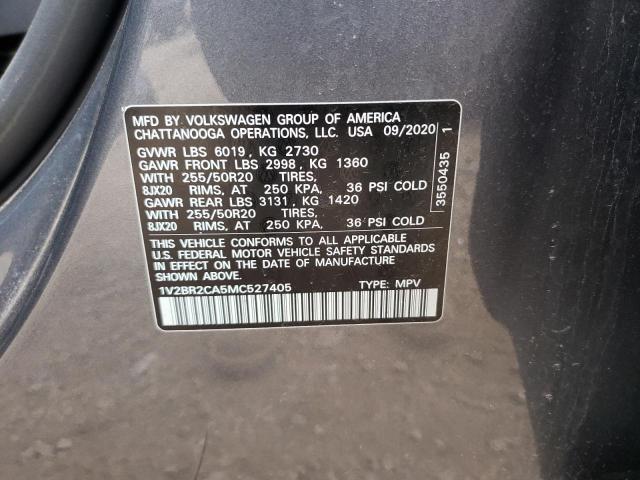 MFD BY VOLKSWAGEN GROUP OF AMERICA
CHATTANOOGA OPERATIONS, LLC. USA 09/2020
GVWR LBS 6019, KG 2730
GAWR FRONT LBS 2998, KG 1360
WITH 255/50R20 TIRES,
8JX20 RIMS, AT 250 KPA, 36 PSI COLD
GAWR REAR LBS 3131, KG 1420
WITH 255/50R20 TIRES,
8JX20 RIMS, AT 250 KPA, 36 PSI COLD
THIS VEHICLE CONFORMS TO ALL APPLICABLE
U.S. FEDERAL MOTOR VEHICLE SAFETY STANDARDS
IN EFFECT ON THE DATE OF MANUFACTURE
SHOWN ABOVE.
1V2BR2CA5MC527405 TYPE: MPV
3550435 1